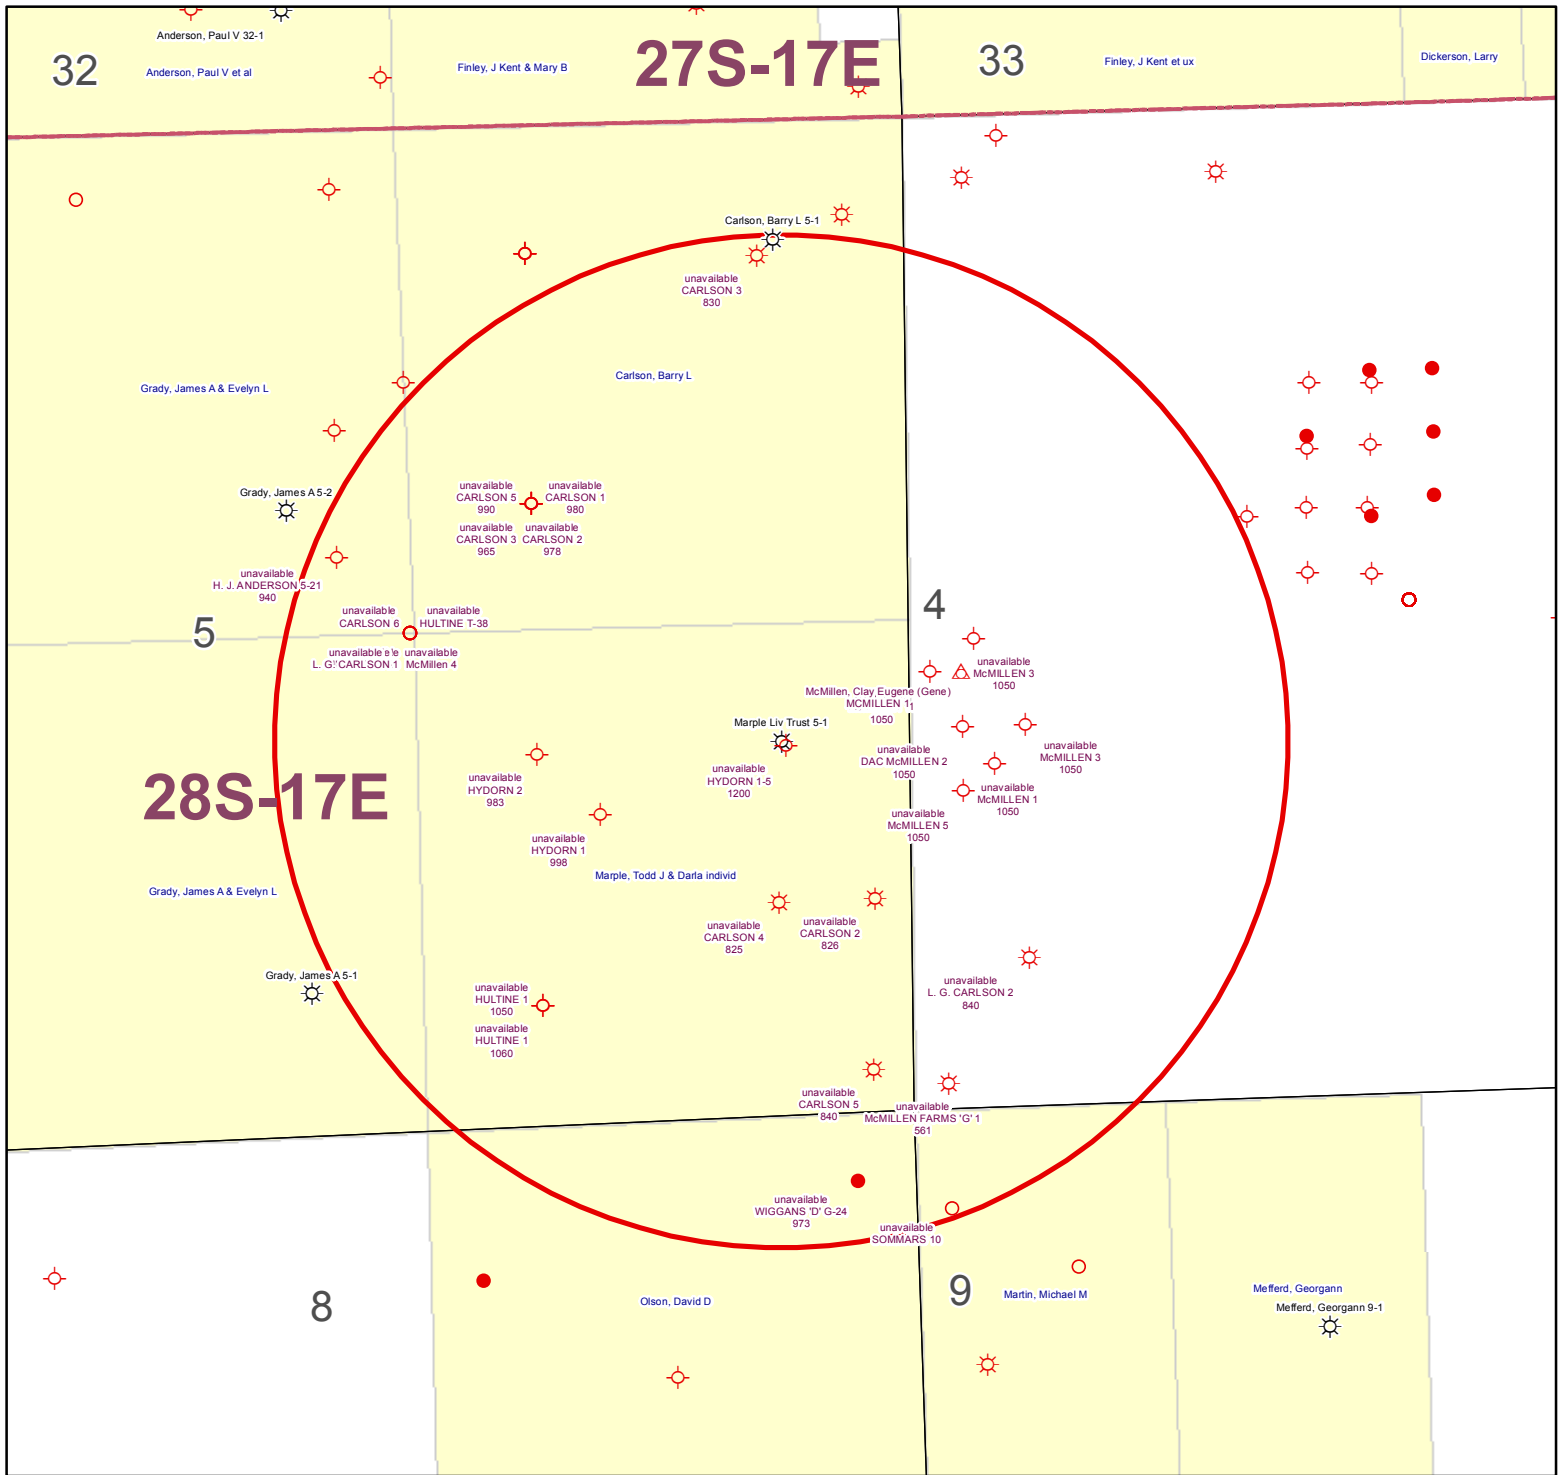 Anderson, Paul V 32-1
32
Anderson, Paul V et al
Finley, J Kent & Mary B
27S-17E
33
Finley, J Kent et ux
Dickerson, Larry
Carlson, Barry L 5-1
unavailable
CARLSON 3
830
Carlson, Barry L
Grady, James A & Evelyn L
Grady, James A 5-2
unavailable
CARLSON 5
990
unavailable
CARLSON 1
980
unavailable
CARLSON 3
965
unavailable
CARLSON 2
978
unavailable
H. J. ANDERSON 5-21
940
5
unavailable
CARLSON 6
unavailable
HULTINE T-38
unavailable
L. G. CARLSON 1
unavailable
McMillen 4
4
unavailable
McMILLEN 3
1050
McMillen, Clay Eugene (Gene)
MCMILLEN 1
1050
Marple Liv Trust 5-1
unavailable
DAC McMILLEN 2
1050
unavailable
McMILLEN 3
1050
unavailable
HYDORN 2
983
unavailable
HYDORN 1-5
1200
unavailable
McMILLEN 1
1050
unavailable
McMILLEN 5
1050
28S-17E
unavailable
HYDORN 1
998
Marple, Todd J & Darla individ
Grady, James A & Evelyn L
unavailable
CARLSON 4
825
unavailable
CARLSON 2
826
Grady, James A 5-1
unavailable
L. G. CARLSON 2
840
unavailable
HULTINE 1
1050
unavailable
HULTINE 1
1060
unavailable
CARLSON 5
840
unavailable
McMILLEN FARMS 'G' 1
561
unavailable
WIGGANS 'D' G-24
973
unavailable
SOMMARS 10
8
Olson, David D
9
Martin, Michael M
Mefferd, Georgann
Mefferd, Georgann 9-1